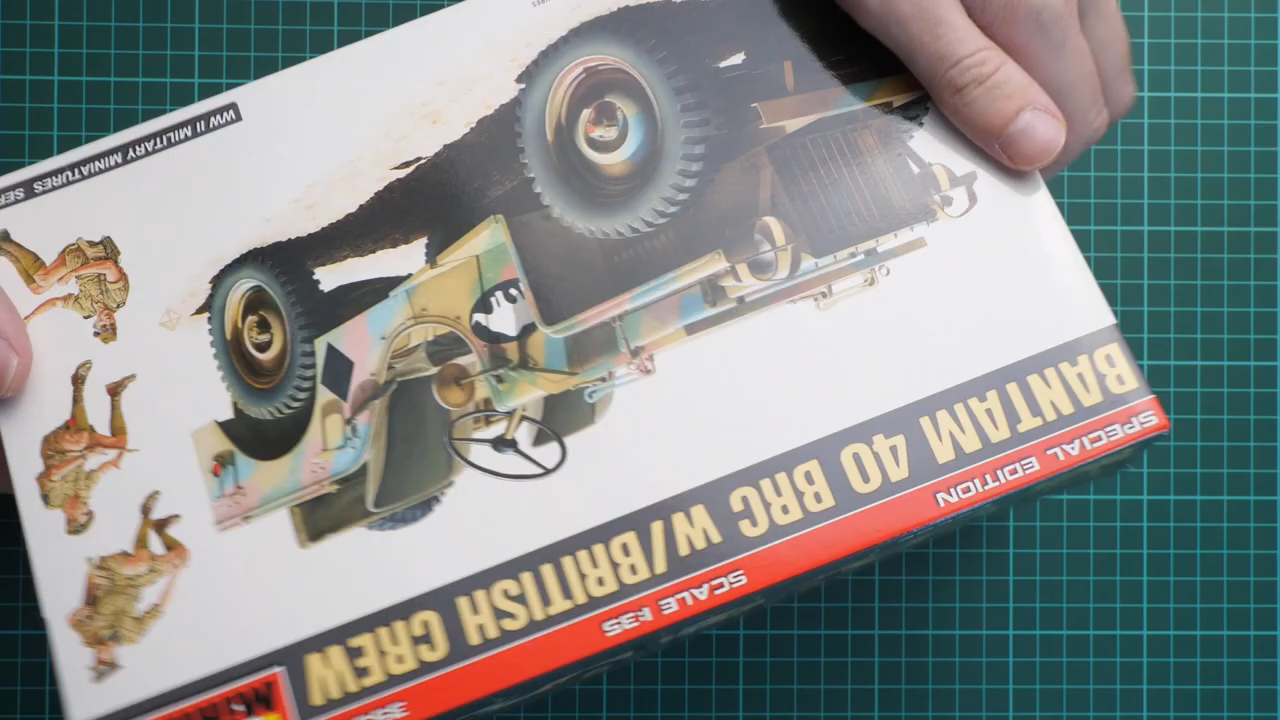 SPECIAL EDITION
SCALE 1:35
BANTAM 40 BRC W/BRITISH CREW
WW II MILITARY MINIATURES